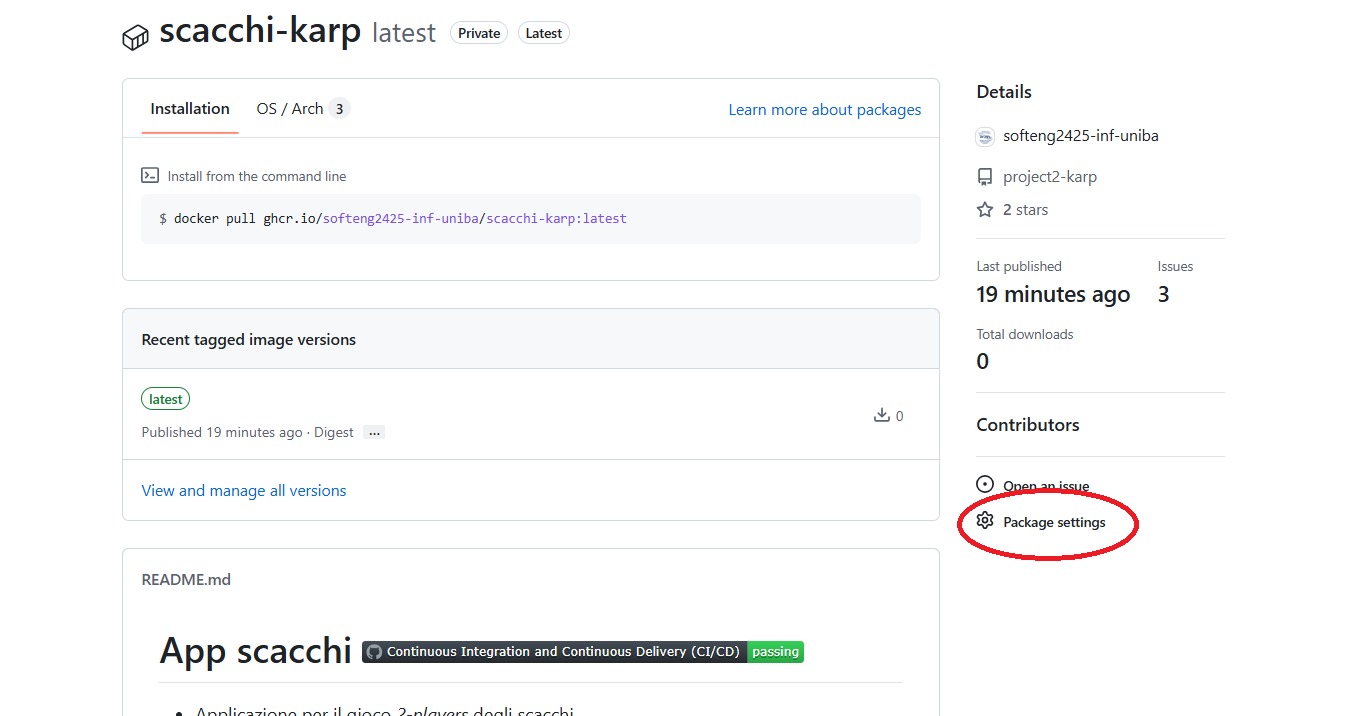 scacchi-karp latest Private Latest
Installation OS / Arch 3 Learn more about packages
Install from the command line
$ docker pull ghcr.io/softeng2425-inf-uniba/scacchi-karp:latest
Recent tagged image versions
latest
Published 19 minutes ago · Digest ...
0
View and manage all versions
README.md
App scacchi Continuous Integration and Continuous Delivery (CI/CD) passing
• Applicazione per il gioco 2-players degli scacchi
Details
softeng2425-inf-uniba
project2-karp
2 stars
Last published Issues
19 minutes ago 3
Total downloads
0
Contributors
Open an issue
Package settings